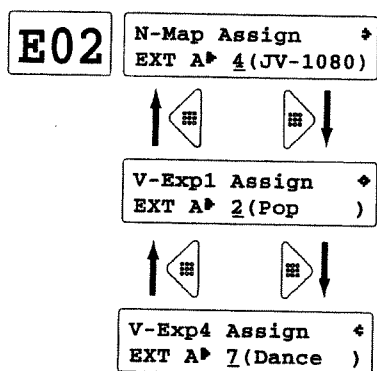 E02
N-Map Assign
EXT A 4(JV-1080)
V-Exp1 Assign
EXT A 2(Pop )
V-Exp4 Assign
EXT A 7(Dance )